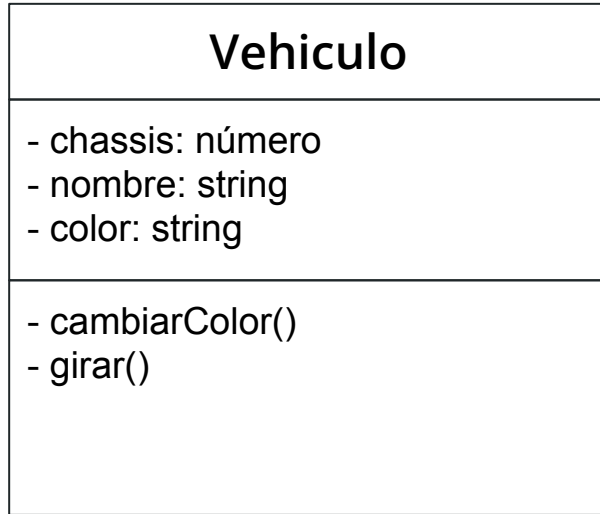 Vehiculo
- chassis: número
- nombre: string
- color: string
- cambiarColor()
- girar()